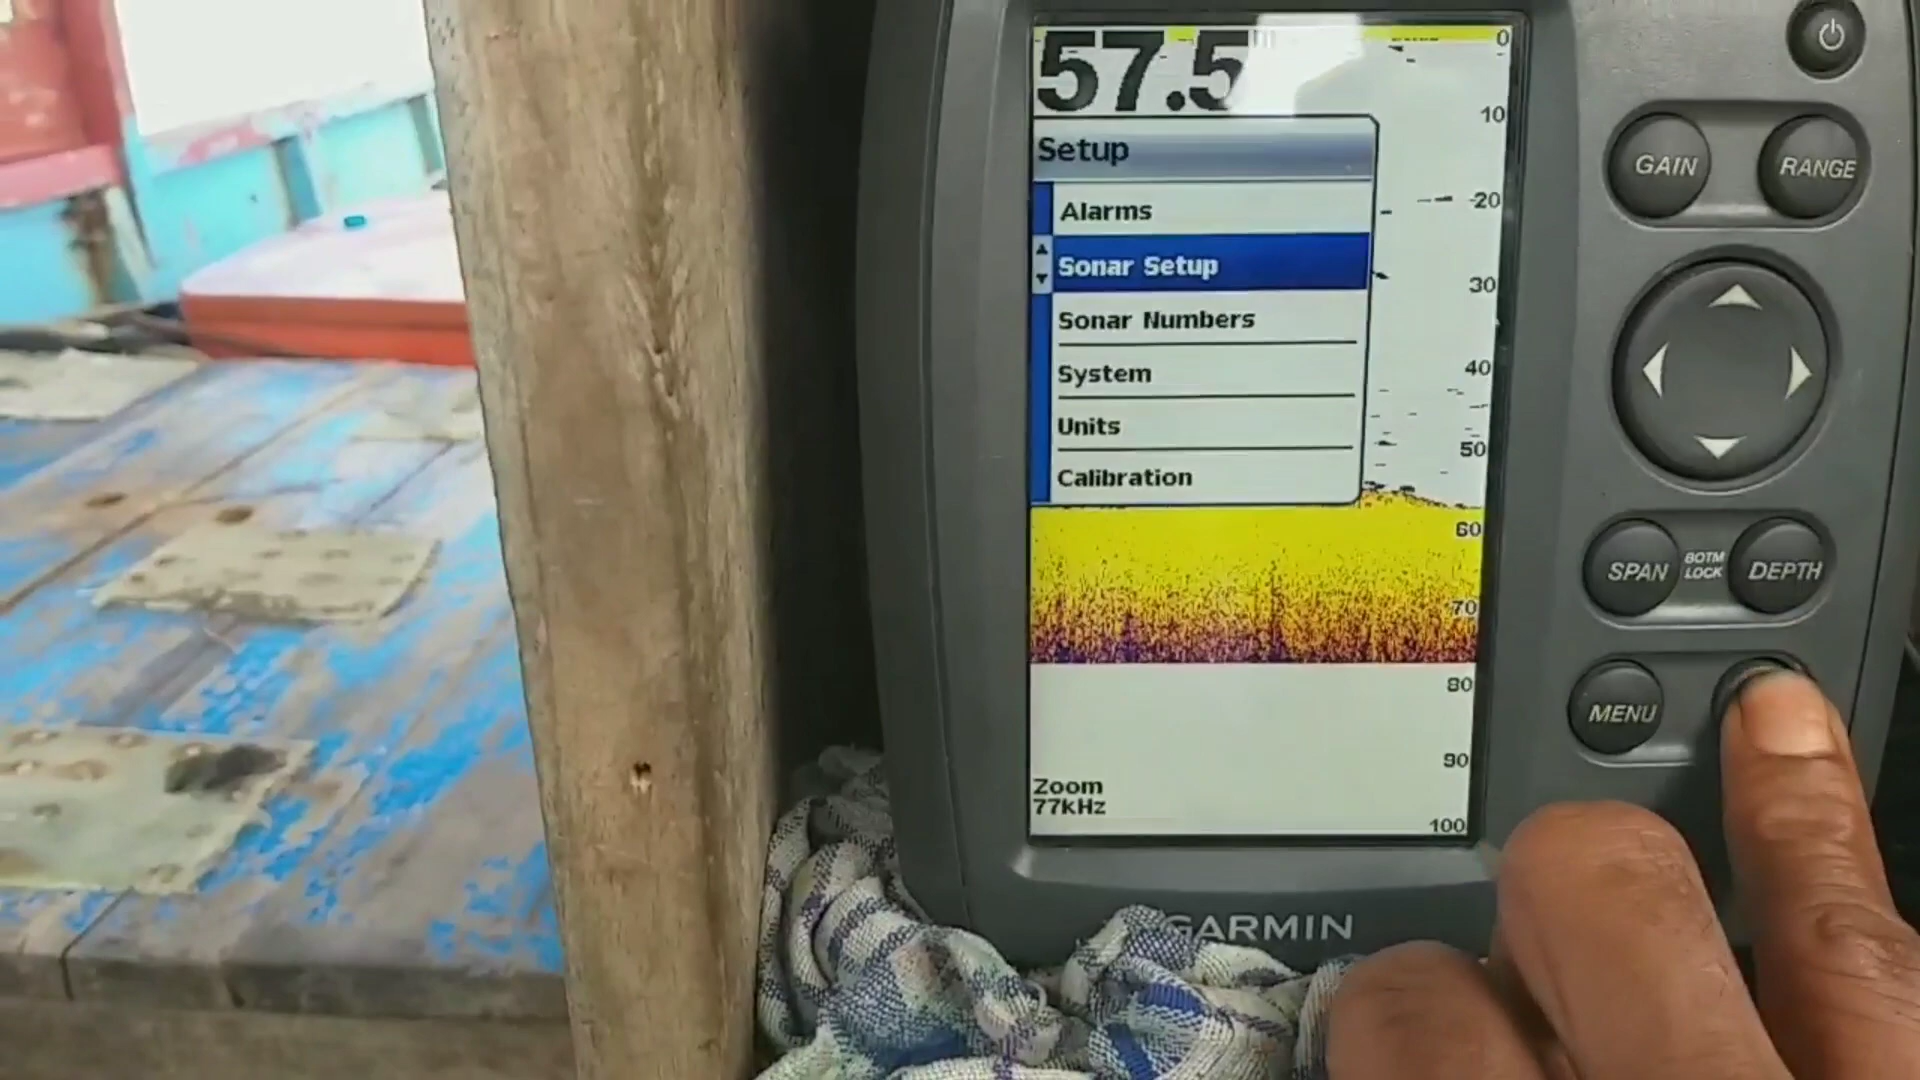 57.5
Setup
Alarms
Sonar Setup
Sonar Numbers
System
Units
Calibration
0
10
20
30
40
50
60
70
80
90
100
Zoom
77kHz
GAIN
RANGE
SPAN
BOTM
LOCK
DEPTH
MENU
GARMIN